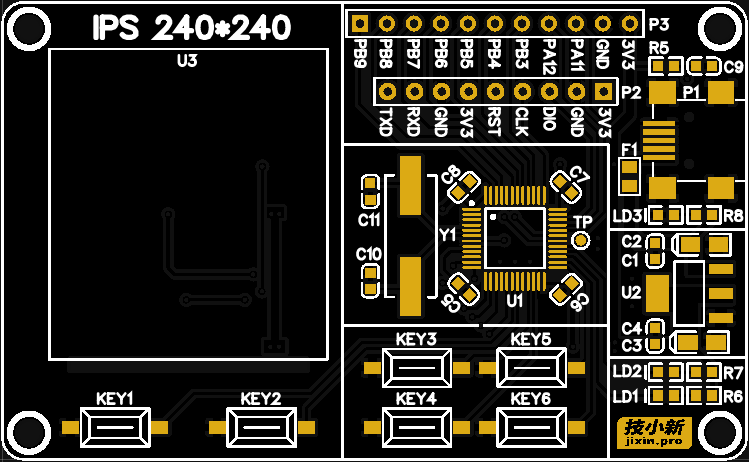 IPS 240*240
U3
P3
PB9 PB8 PB7 PB6 PB5 PB4 PB3 PA12 PA11 GND 3V3
R5
C9
P2
P1
TXD RXD GND 3V3 RST CLK DIO GND 3V3
F1
C8
C7
C11
LD3
R8
Y1
TP
C2
C1
C10
U2
C5
U1
C6
C4
C3
KEY3
KEY5
LD2
R7
KEY1
KEY2
KEY4
KEY6
LD1
R6
技小新
jixin.pro